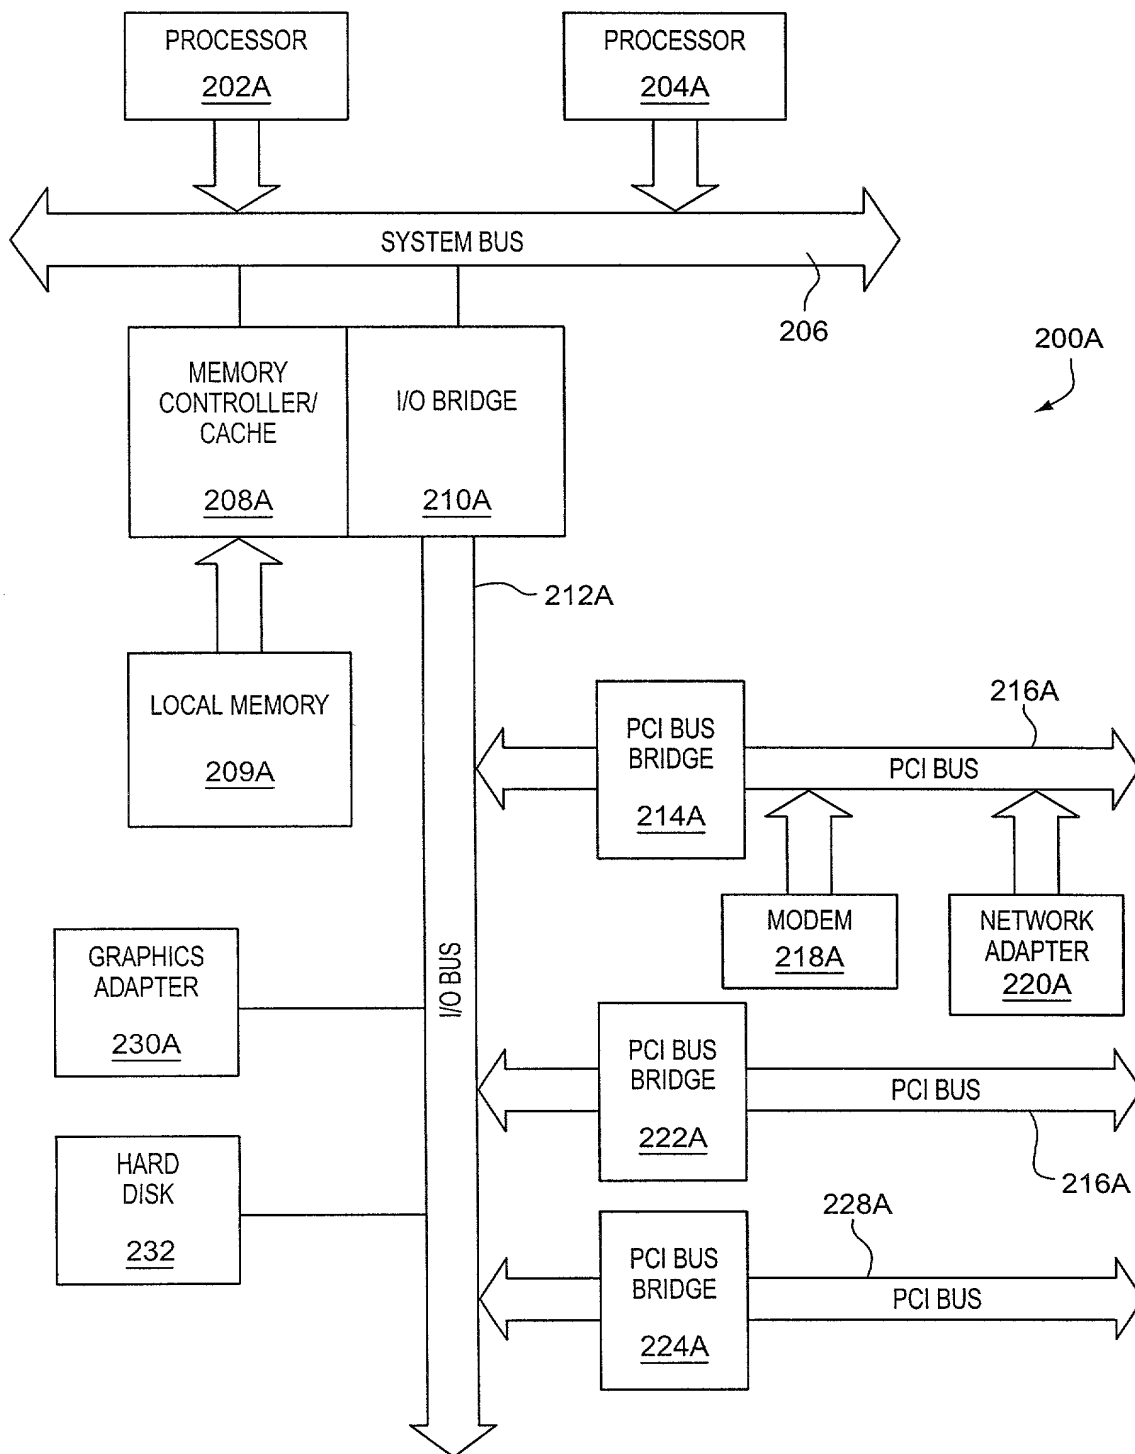 PROCESSOR
202A
PROCESSOR
204A
SYSTEM BUS
206
200A
MEMORY
CONTROLLER/
CACHE
208A
I/O BRIDGE
210A
212A
LOCAL MEMORY
209A
PCI BUS
BRIDGE
214A
216A
PCI BUS
MODEM
218A
NETWORK
ADAPTER
220A
I/O BUS
GRAPHICS
ADAPTER
230A
PCI BUS
BRIDGE
222A
PCI BUS
216A
HARD
DISK
232
228A
PCI BUS
BRIDGE
224A
PCI BUS